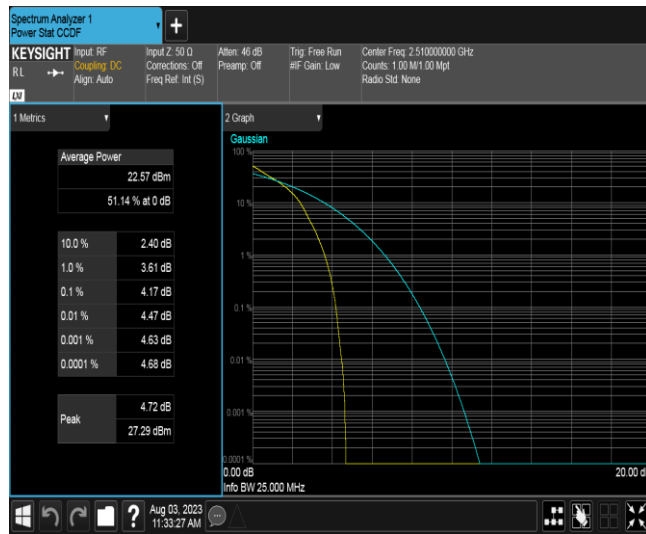 Spectrum Analyzer 1
Power Stat CCDF
+
KEYSIGHT
RL
LXI
Input: RF
Coupling: DC
Align: Auto
Input Z: 50 Ω
Corrections: Off
Freq Ref: Int (S)
Atten: 46 dB
Preamp: Off
Trig: Free Run
#IF Gain: Low
Center Freq: 2.510000000 GHz
Counts: 1.00 M/1.00 Mpt
Radio Std: None
1 Metrics
Average Power
22.57 dBm
51.14 % at 0 dB
10.0 % 2.40 dB
1.0 % 3.61 dB
0.1 % 4.17 dB
0.01 % 4.47 dB
0.001 % 4.63 dB
0.0001 % 4.68 dB
Peak
4.72 dB
27.29 dBm
2 Graph
Gaussian
100 %
10 %
1 %
0.1 %
0.01 %
0.001 %
0.0001 %
0.00 dB
20.00 d
Info BW 25.000 MHz
?
Aug 03, 2023
11:33:27 AM